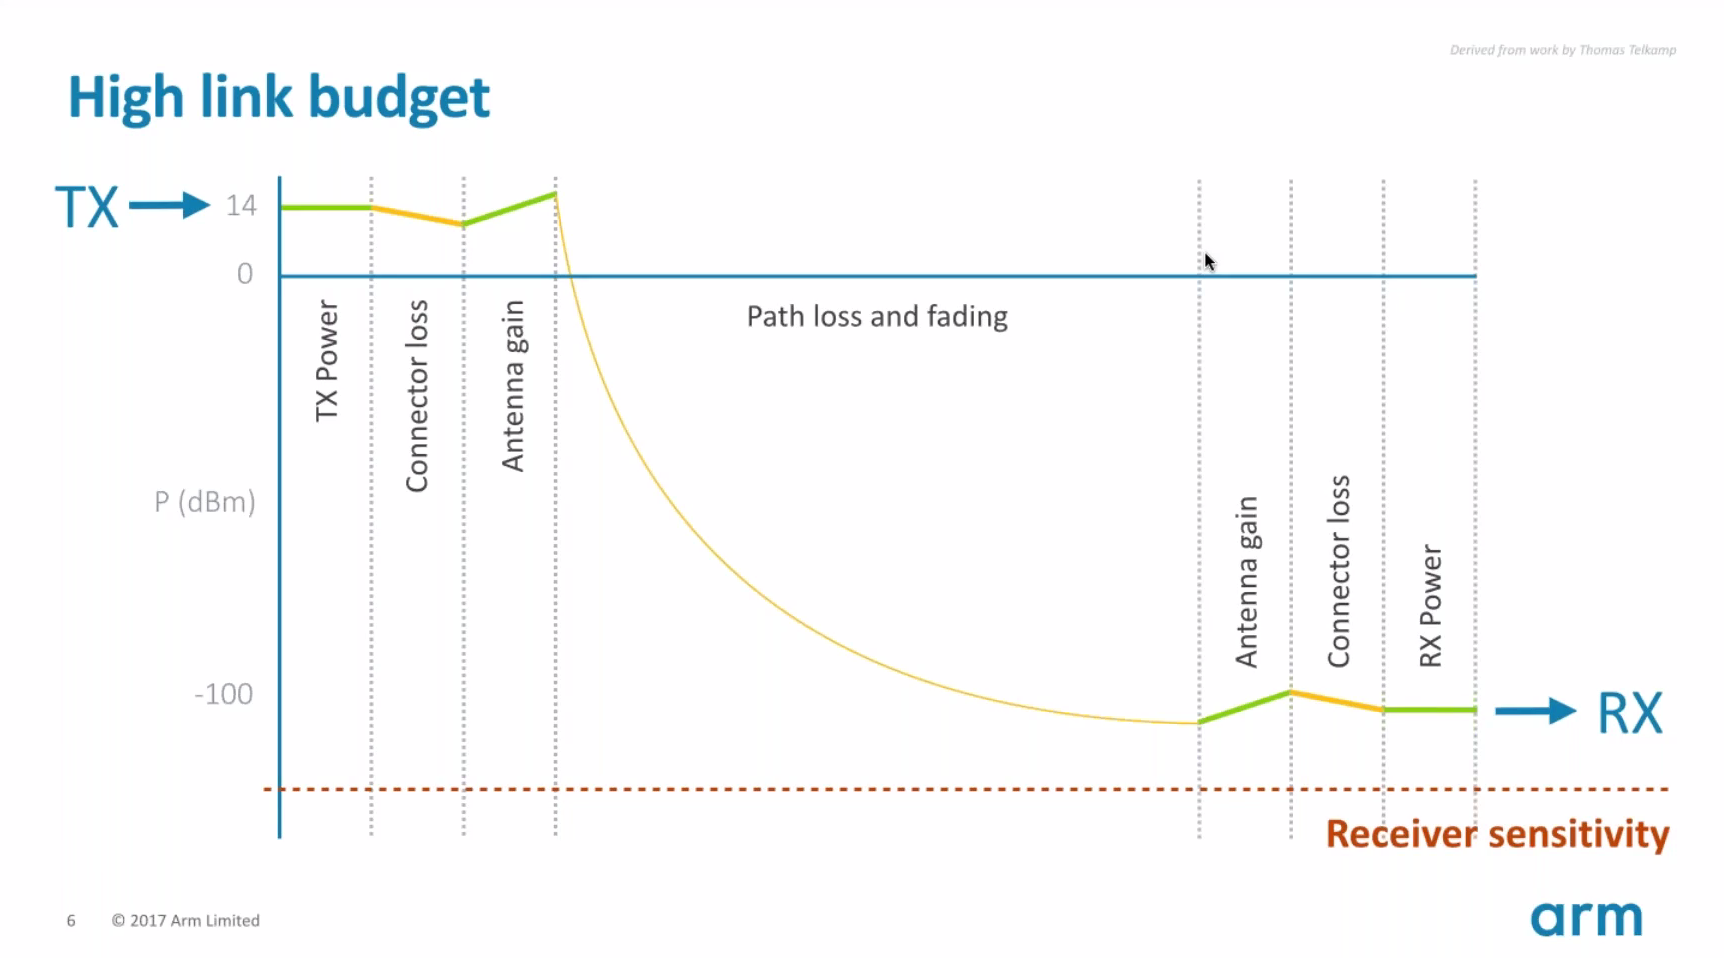 Derived from work by Thomas Telkamp
High link budget
TX
14
0
TX Power
Connector loss
Antenna gain
Path loss and fading
P (dBm)
Antenna gain
Connector loss
RX Power
-100
RX
Receiver sensitivity
6
© 2017 Arm Limited
arm